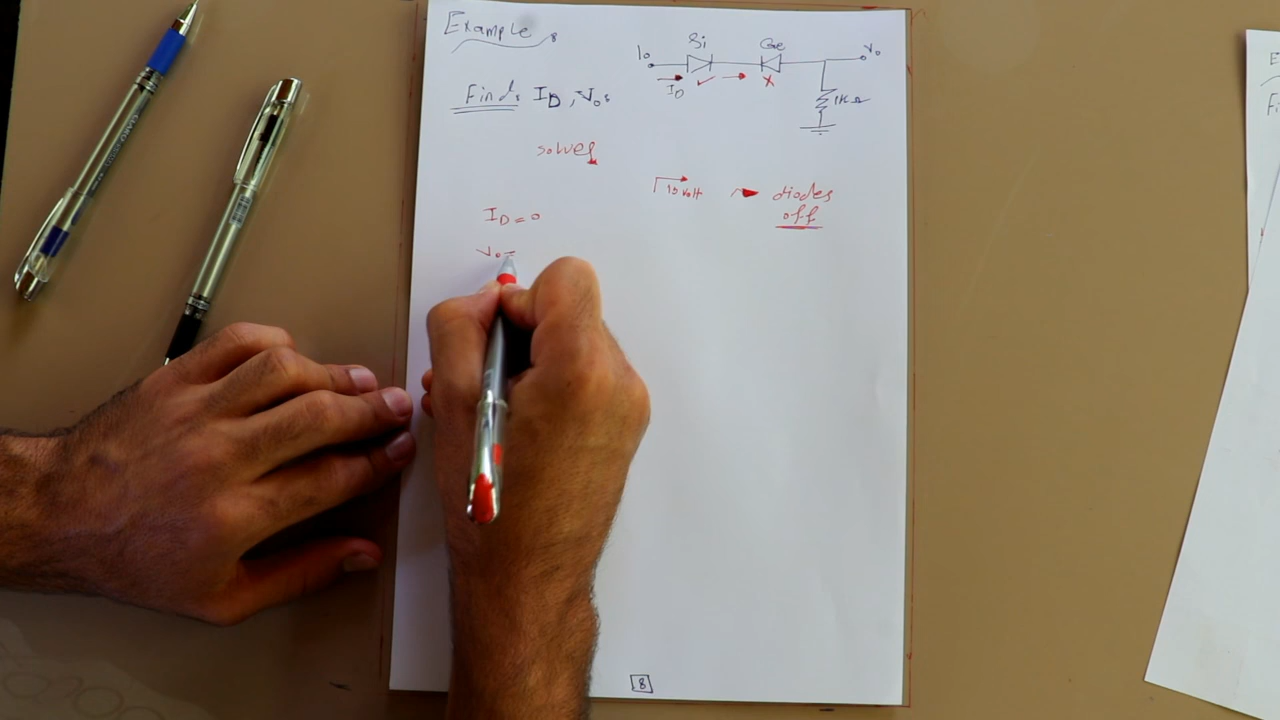 Example:
Find: ID, Vo:
solve:
10
Si
Ge
Vo
ID
✓
x
1KΩ
10 volt
diodes
off
ID = 0
Vo =
8